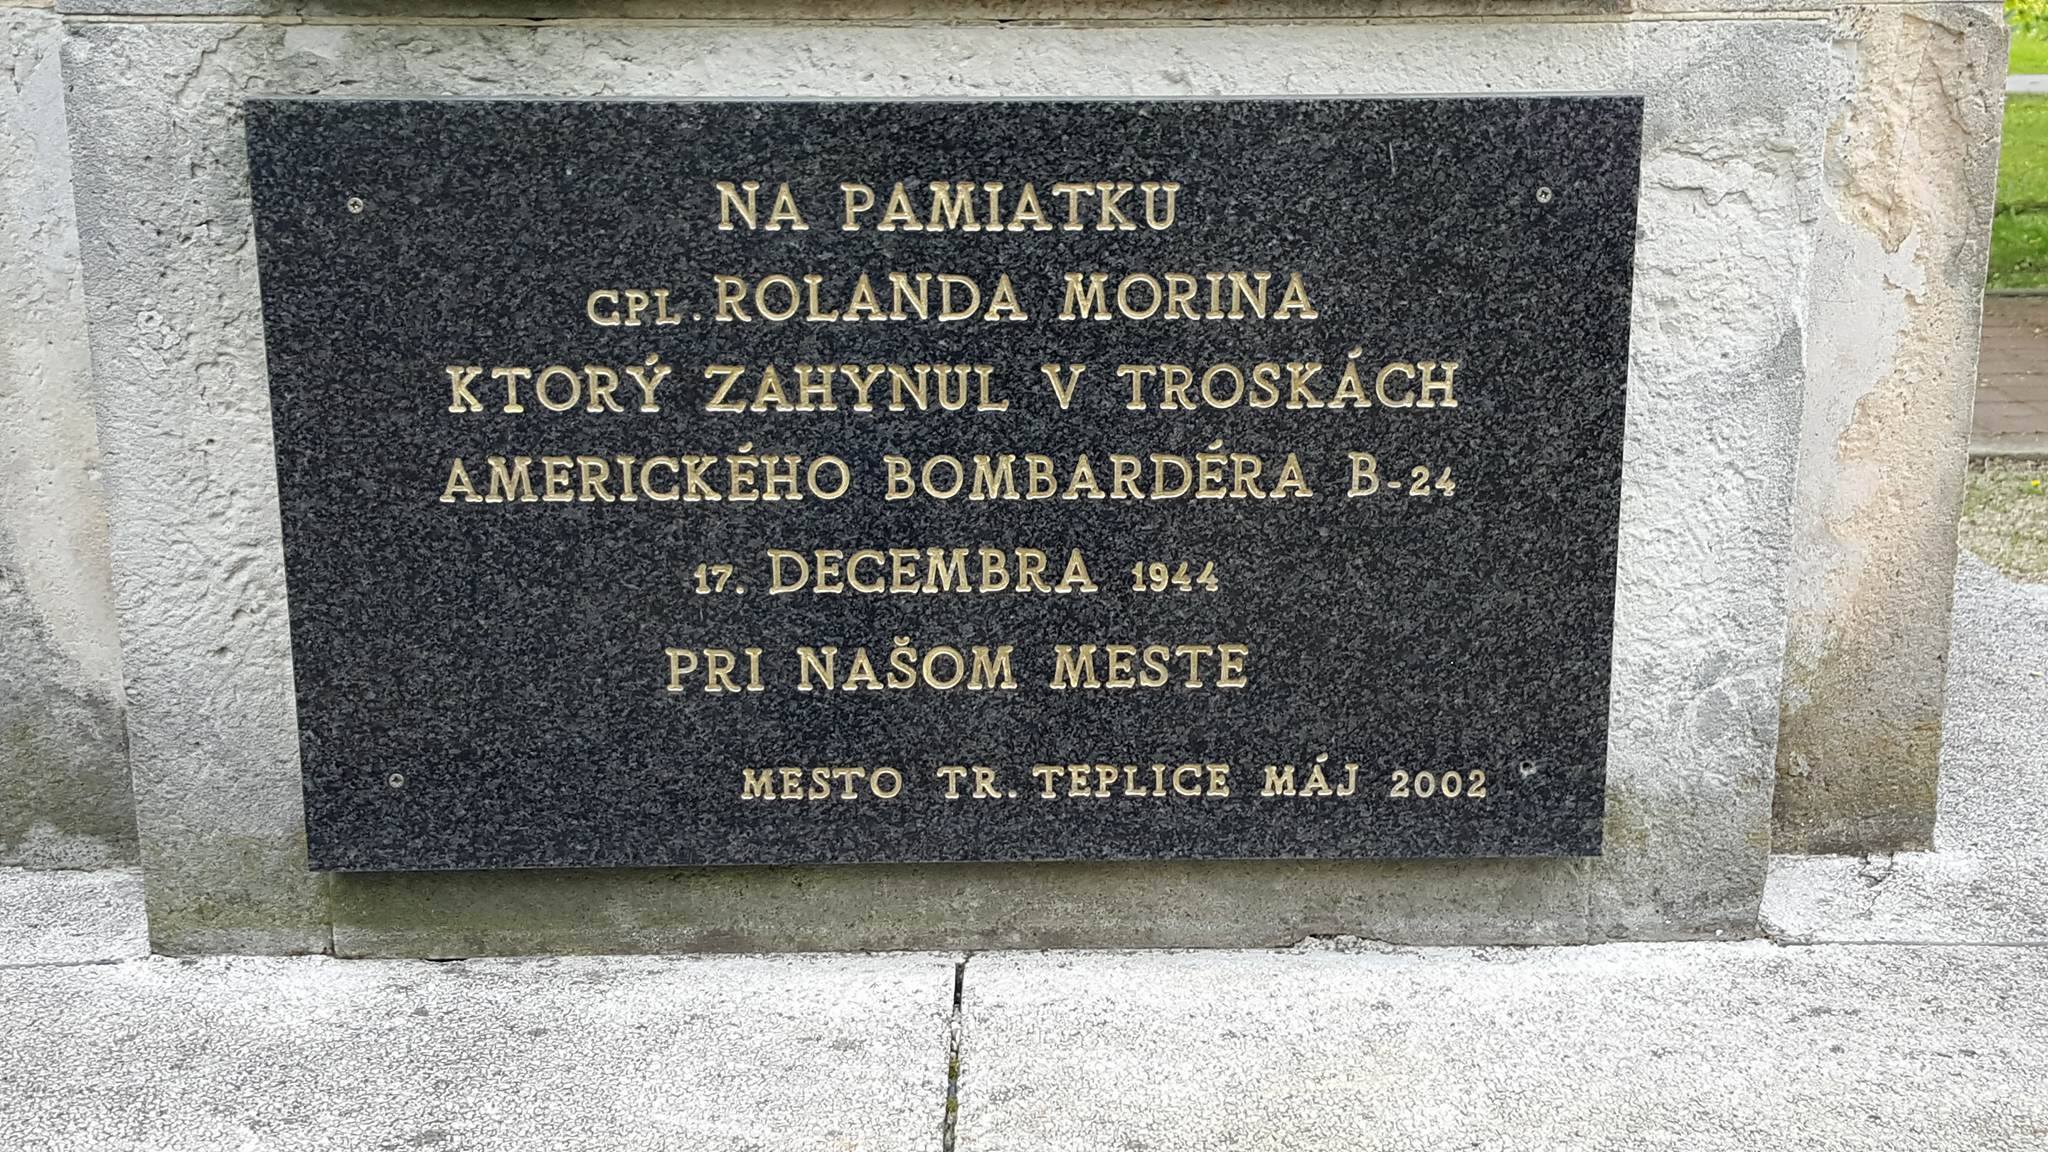 NA PAMIATKU
CPL. ROLANDA MORINA
KTORÝ ZAHYNUL V TROSKÁCH
AMERICKÉHO BOMBARDÉRA B-24
17. DECEMBRA 1944
PRI NAŠOM MESTE
MESTO TR. TEPLICE MÁJ 2002